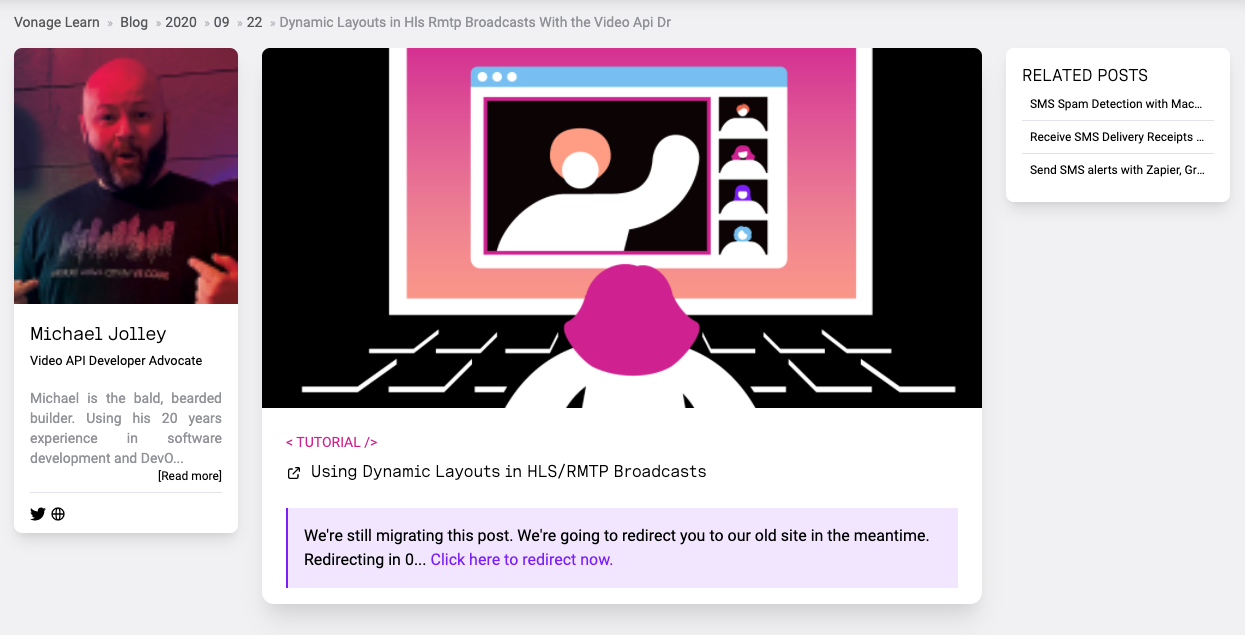 Vonage Learn » Blog » 2020 » 09 » 22 » Dynamic Layouts in Hls Rmtp Broadcasts With the Video Api Dr
Michael Jolley
Video API Developer Advocate
Michael is the bald, bearded
builder. Using his 20 years
experience in software
development and DevO...
[Read more]
< TUTORIAL />
Using Dynamic Layouts in HLS/RMTP Broadcasts
We're still migrating this post. We're going to redirect you to our old site in the meantime.
Redirecting in 0... Click here to redirect now.
RELATED POSTS
SMS Spam Detection with Mac...
Receive SMS Delivery Receipts ...
Send SMS alerts with Zapier, Gr...